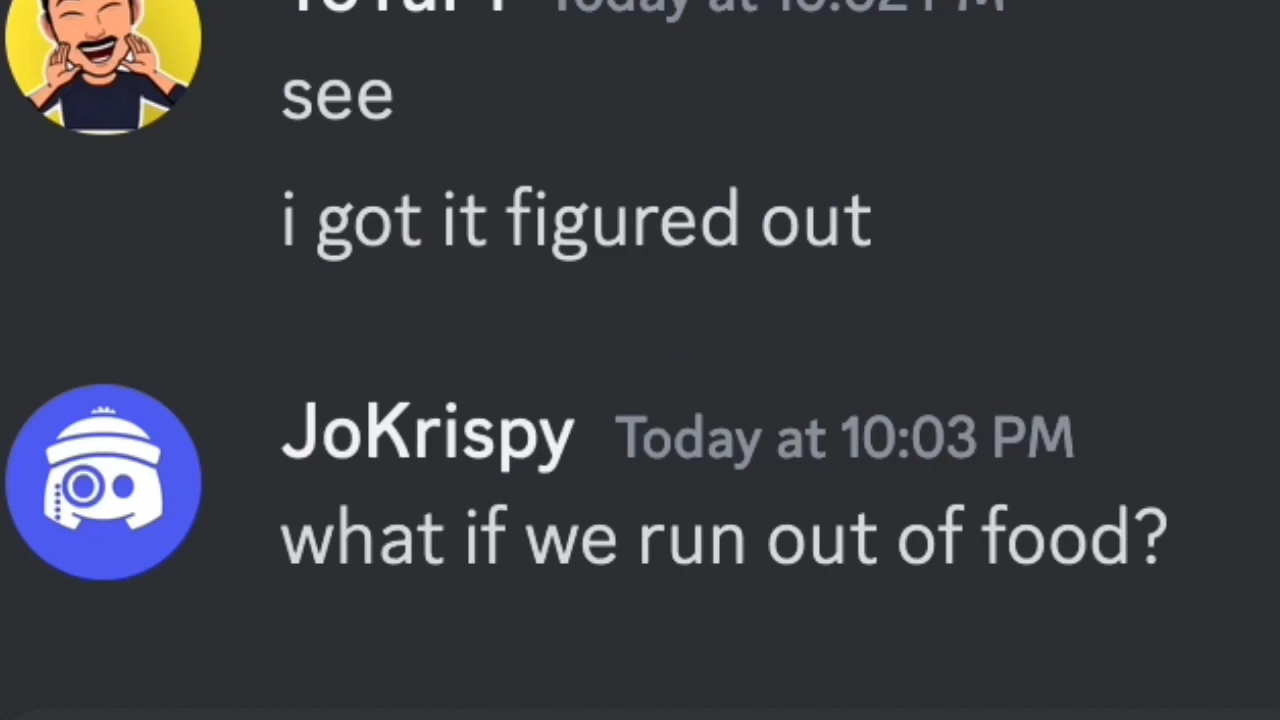 see
i got it figured out
JoKrispy Today at 10:03 PM
what if we run out of food?